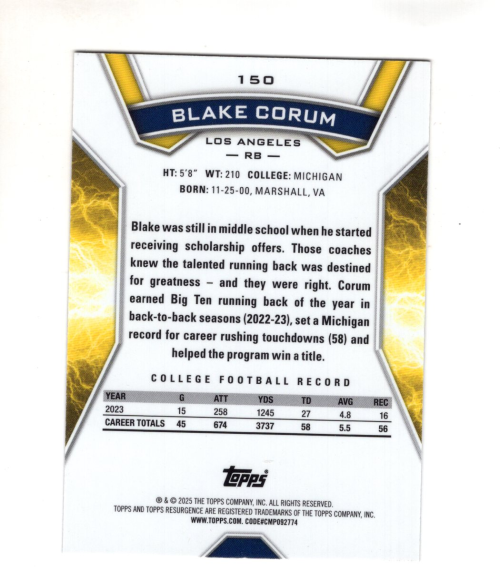 150
BLAKE CORUM
LOS ANGELES
— RB —
HT: 5'8" WT: 210 COLLEGE: MICHIGAN
BORN: 11-25-00, MARSHALL, VA
Blake was still in middle school when he started
receiving scholarship offers. Those coaches
knew the talented running back was destined
for greatness – and they were right. Corum
earned Big Ten running back of the year in
back-to-back seasons (2022-23), set a Michigan
record for career rushing touchdowns (58) and
helped the program win a title.
COLLEGE FOOTBALL RECORD
YEAR G ATT YDS TD AVG REC
2023 15 258 1245 27 4.8 16
CAREER TOTALS 45 674 3737 58 5.5 56
topps®
® & © 2025 THE TOPPS COMPANY, INC. ALL RIGHTS RESERVED.
TOPPS AND TOPPS RESURGENCE ARE REGISTERED TRADEMARKS OF THE TOPPS COMPANY, INC.
WWW.TOPPS.COM. CODE#CMP092774